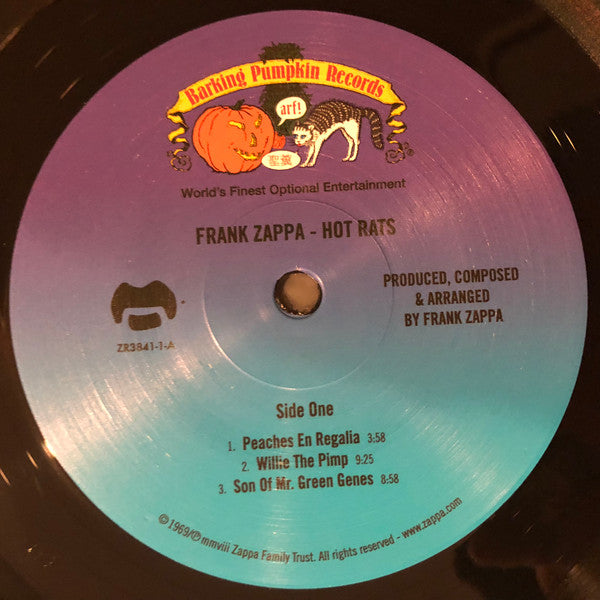 Barking Pumpkin Records
arf!
World's Finest Optional Entertainment
FRANK ZAPPA - HOT RATS
PRODUCED, COMPOSED
& ARRANGED
BY FRANK ZAPPA
ZR3841-1-A
Side One
1. Peaches En Regalia 3:58
2. Willie The Pimp 9:25
3. Son Of Mr. Green Genes 8:58
©1969/℗mmviii Zappa Family Trust. All rights reserved - www.zappa.com